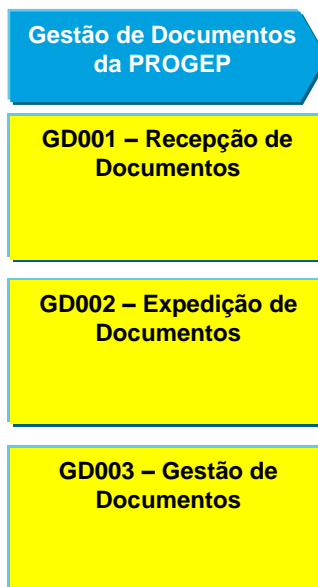 Gestão de Documentos
da PROGEP
GD001 – Recepção de
Documentos
GD002 – Expedição de
Documentos
GD003 – Gestão de
Documentos